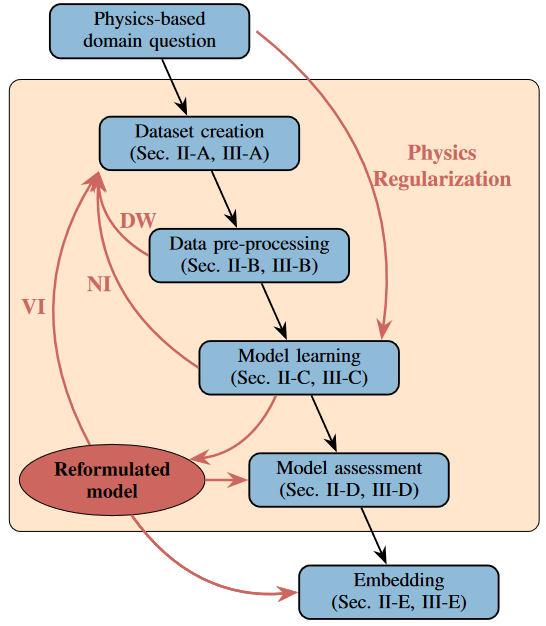 Physics-based
domain question
Dataset creation
(Sec. II-A, III-A)
Physics
Regularization
DW
Data pre-processing
(Sec. II-B, III-B)
NI
VI
Model learning
(Sec. II-C, III-C)
Reformulated
model
Model assessment
(Sec. II-D, III-D)
Embedding
(Sec. II-E, III-E)